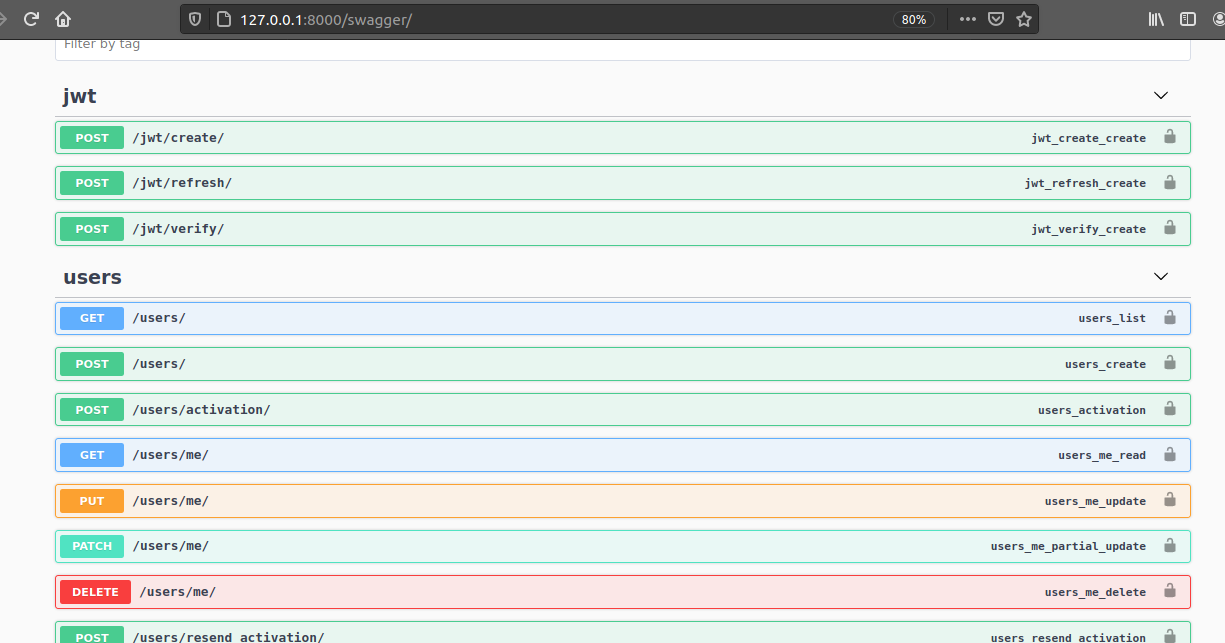 127.0.0.1:8000/swagger/
80%
Filter by tag
jwt
POST /jwt/create/ jwt_create_create
POST /jwt/refresh/ jwt_refresh_create
POST /jwt/verify/ jwt_verify_create
users
GET /users/ users_list
POST /users/ users_create
POST /users/activation/ users_activation
GET /users/me/ users_me_read
PUT /users/me/ users_me_update
PATCH /users/me/ users_me_partial_update
DELETE /users/me/ users_me_delete
POST /users/resend_activation/ users_resend_activation